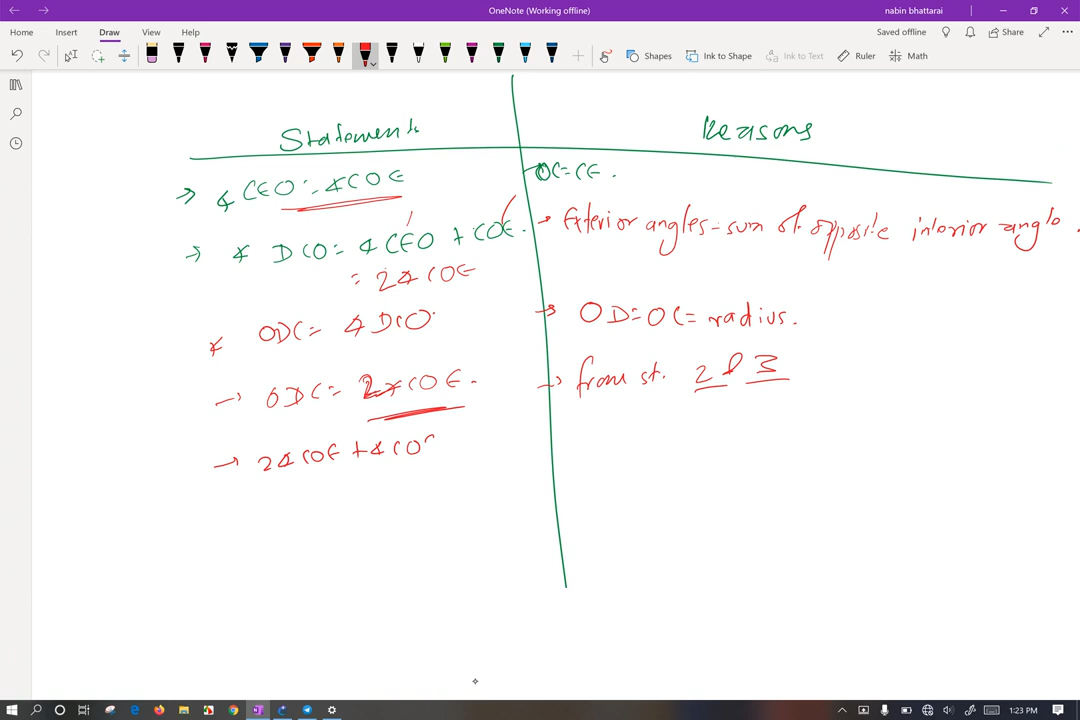 OneNote (Working offline)
nabin bhattarai
Home Insert Draw View Help
Saved offline Share
Shapes Ink to Shape Ink to Text Ruler Math
Statements Reasons
→ ∡ CEO = ∡COE OC=CE.
→ ∡ DCO = ∡CEO + COE. → Exterior angles = sum of opposite interior angle.
= 2∡COE
ODC = ∡DCO → OD=OC= radius.
→ ODC = 2∡COE. → from st. 2 & 3
→ 2∡COE +∡CO
1:23 PM